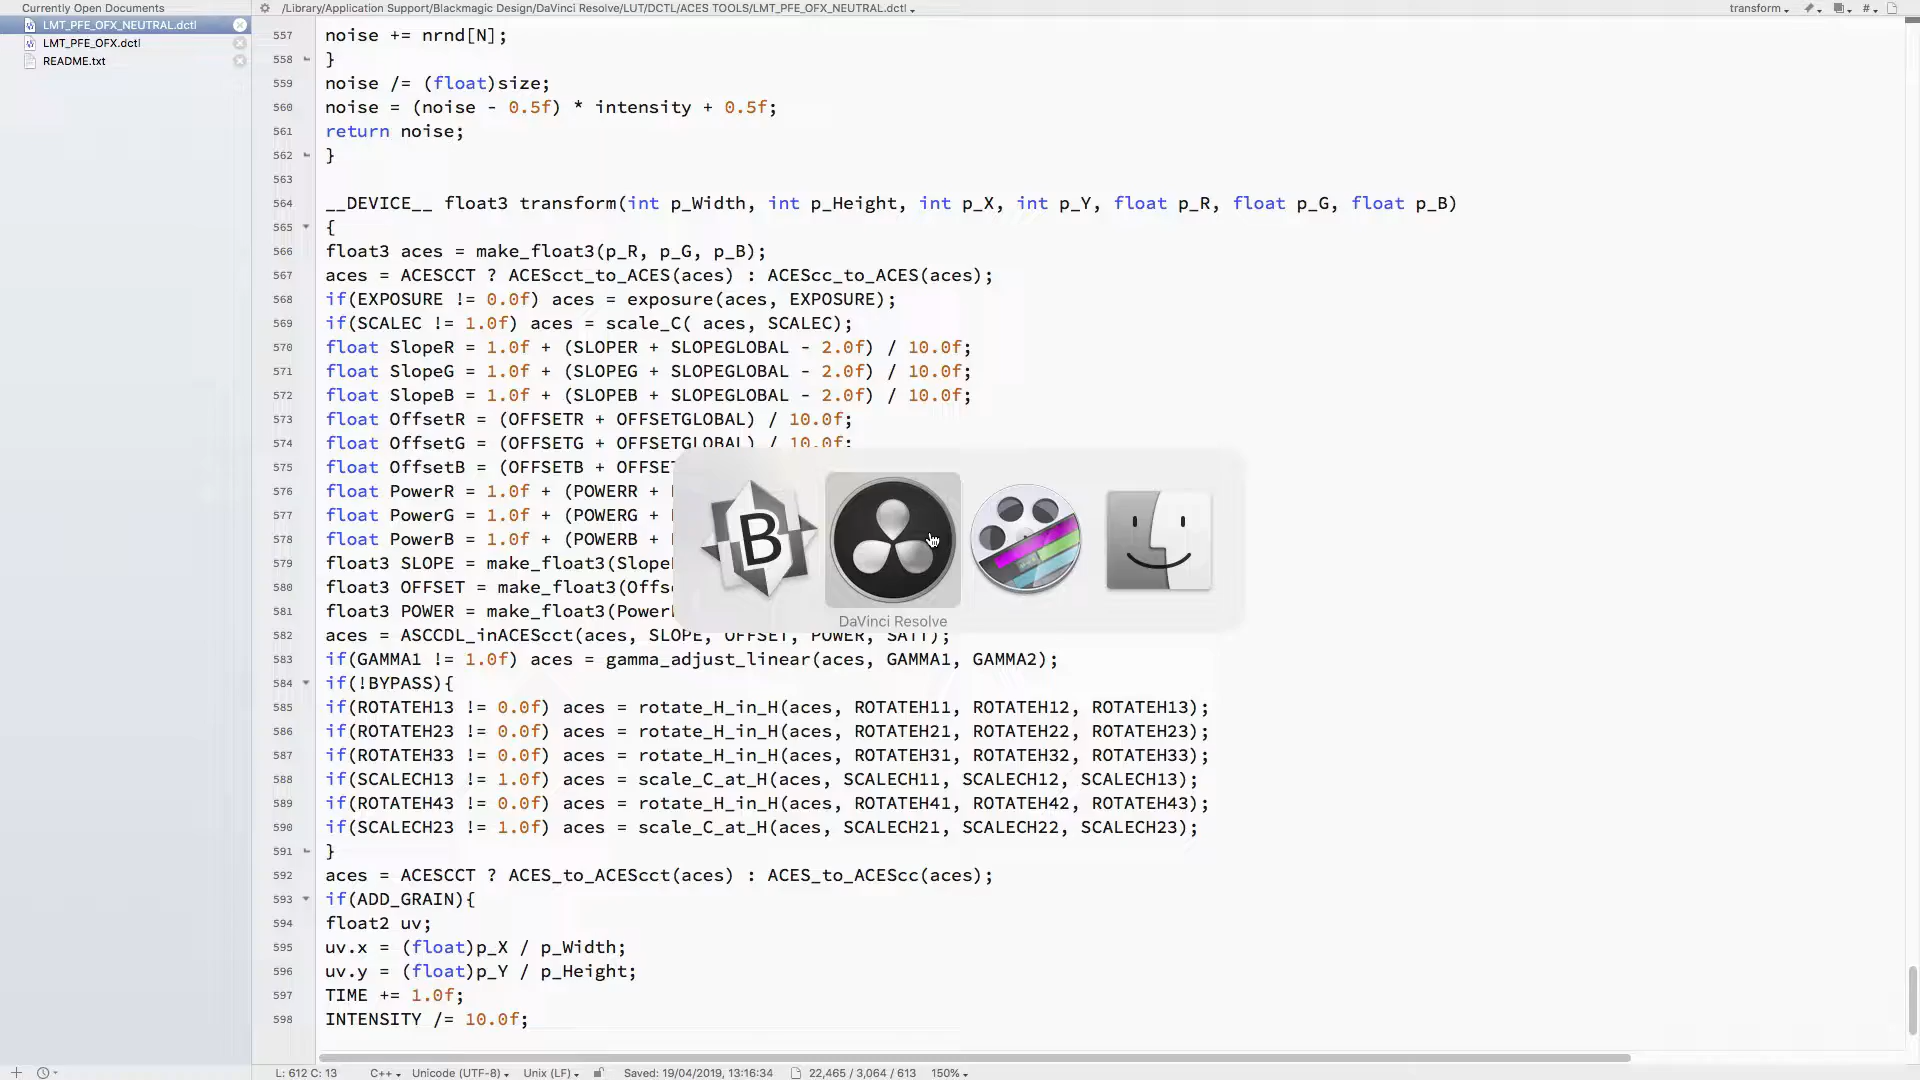 Currently Open Documents
/Library/Application Support/Blackmagic Design/DaVinci Resolve/LUT/DCTL/ACES TOOLS/LMT_PFE_OFX_NEUTRAL.dctl
transform
#
LMT_PFE_OFX_NEUTRAL.dctl
LMT_PFE_OFX.dctl
README.txt
557 noise += nrnd[N];
558 }
559 noise /= (float)size;
560 noise = (noise - 0.5f) * intensity + 0.5f;
561 return noise;
562 }
563
564 __DEVICE__ float3 transform(int p_Width, int p_Height, int p_X, int p_Y, float p_R, float p_G, float p_B)
565 {
566 float3 aces = make_float3(p_R, p_G, p_B);
567 aces = ACESCCT ? ACEScct_to_ACES(aces) : ACEScc_to_ACES(aces);
568 if(EXPOSURE != 0.0f) aces = exposure(aces, EXPOSURE);
569 if(SCALEC != 1.0f) aces = scale_C( aces, SCALEC);
570 float SlopeR = 1.0f + (SLOPER + SLOPEGLOBAL - 2.0f) / 10.0f;
571 float SlopeG = 1.0f + (SLOPEG + SLOPEGLOBAL - 2.0f) / 10.0f;
572 float SlopeB = 1.0f + (SLOPEB + SLOPEGLOBAL - 2.0f) / 10.0f;
573 float OffsetR = (OFFSETR + OFFSETGLOBAL) / 10.0f;
574 float OffsetG = (OFFSETG + OFFSETGLOBAL) / 10.0f;
575 float OffsetB = (OFFSETB + OFFSE
576 float PowerR = 1.0f + (POWERR +
577 float PowerG = 1.0f + (POWERG +
578 float PowerB = 1.0f + (POWERB +
579 float3 SLOPE = make_float3(Slope
580 float3 OFFSET = make_float3(Offs
581 float3 POWER = make_float3(Power
582 aces = ASCCDL_inACEScct(aces, SLOPE, OFFSET, POWER, SAT1);
583 if(GAMMA1 != 1.0f) aces = gamma_adjust_linear(aces, GAMMA1, GAMMA2);
584 if(!BYPASS){
585 if(ROTATEH13 != 0.0f) aces = rotate_H_in_H(aces, ROTATEH11, ROTATEH12, ROTATEH13);
586 if(ROTATEH23 != 0.0f) aces = rotate_H_in_H(aces, ROTATEH21, ROTATEH22, ROTATEH23);
587 if(ROTATEH33 != 0.0f) aces = rotate_H_in_H(aces, ROTATEH31, ROTATEH32, ROTATEH33);
588 if(SCALECH13 != 1.0f) aces = scale_C_at_H(aces, SCALECH11, SCALECH12, SCALECH13);
589 if(ROTATEH43 != 0.0f) aces = rotate_H_in_H(aces, ROTATEH41, ROTATEH42, ROTATEH43);
590 if(SCALECH23 != 1.0f) aces = scale_C_at_H(aces, SCALECH21, SCALECH22, SCALECH23);
591 }
592 aces = ACESCCT ? ACES_to_ACEScct(aces) : ACES_to_ACEScc(aces);
593 if(ADD_GRAIN){
594 float2 uv;
595 uv.x = (float)p_X / p_Width;
596 uv.y = (float)p_Y / p_Height;
597 TIME += 1.0f;
598 INTENSITY /= 10.0f;
B
DaVinci Resolve
L: 612 C: 13 C++ Unicode (UTF-8) Unix (LF) Saved: 19/04/2019, 13:16:34 22,465 / 3,064 / 613 150%